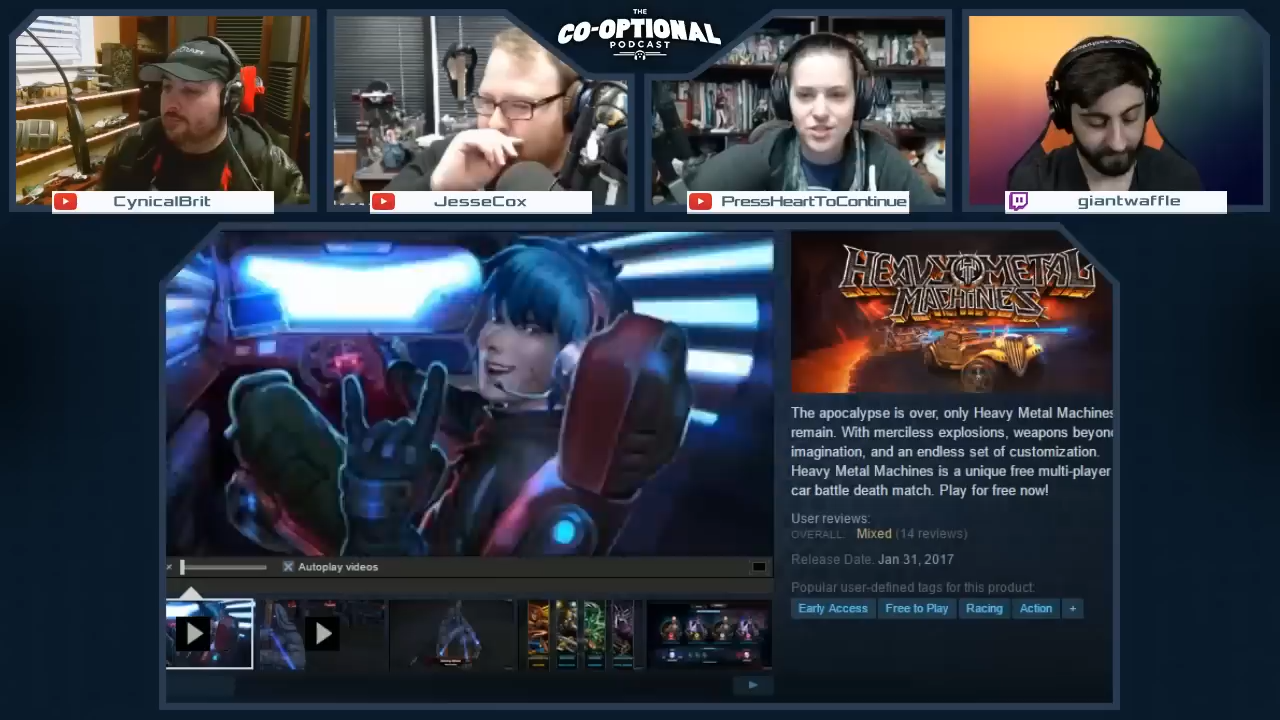 THE
CO-OPTIONAL
PODCAST
CynicalBrit
JesseCox
PressHeartToContinue
giantwaffle
HEAVY METAL
MACHINES
The apocalypse is over, only Heavy Metal Machines
remain. With merciless explosions, weapons beyond
imagination, and an endless set of customization.
Heavy Metal Machines is a unique free multi-player
car battle death match. Play for free now!
User reviews:
OVERALL: Mixed (14 reviews)
Release Date: Jan 31, 2017
Popular user-defined tags for this product:
Early Access Free to Play Racing Action +
Autoplay videos